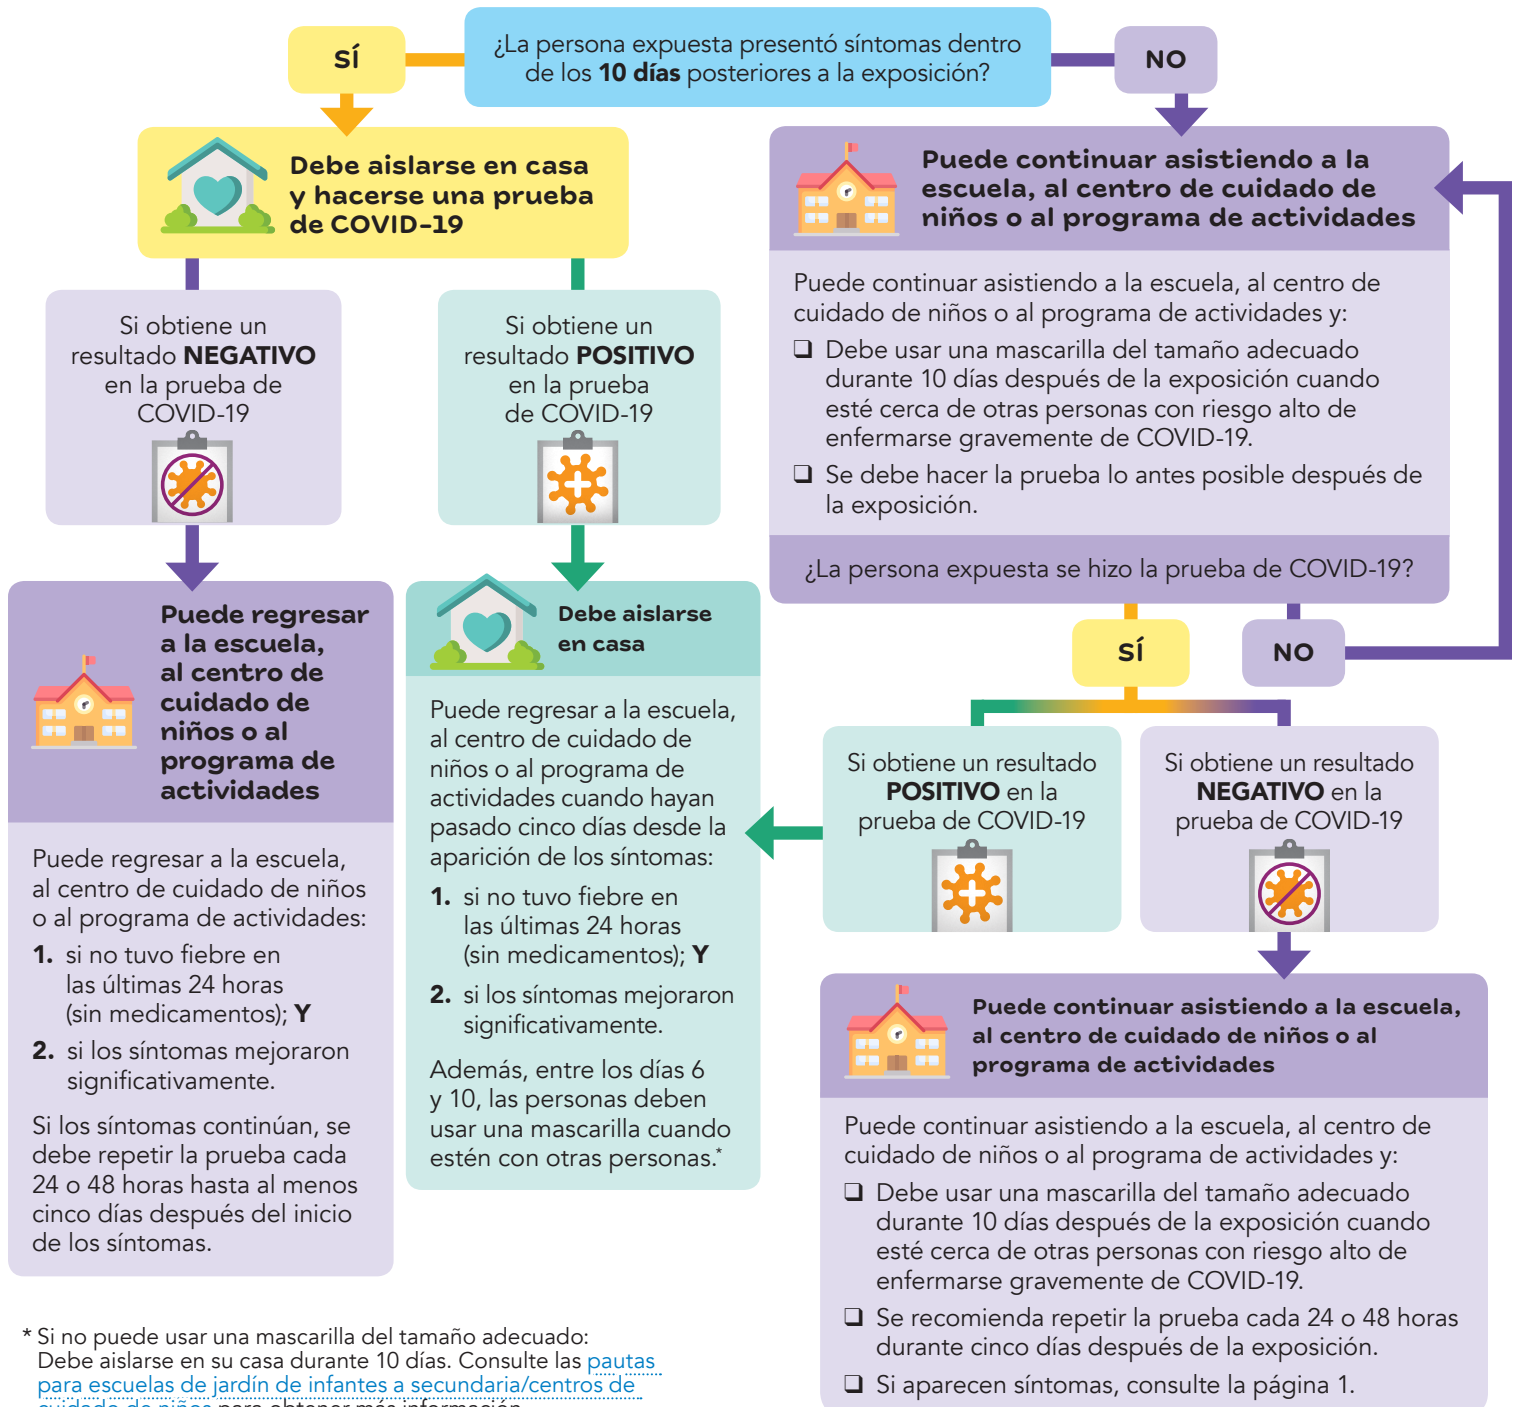 ¿La persona expuesta presentó síntomas dentro
de los 10 días posteriores a la exposición?
SÍ
NO
Debe aislarse en casa
y hacerse una prueba
de COVID-19
Si obtiene un
resultado NEGATIVO
en la prueba de
COVID-19
Si obtiene un
resultado POSITIVO
en la prueba
de COVID-19
Puede regresar
a la escuela,
al centro de
cuidado de
niños o al
programa de
actividades
Puede regresar a la escuela,
al centro de cuidado de niños
o al programa de actividades:
1. si no tuvo fiebre en
las últimas 24 horas
(sin medicamentos); Y
2. si los síntomas mejoraron
significativamente.
Si los síntomas continúan, se
debe repetir la prueba cada
24 o 48 horas hasta al menos
cinco días después del inicio
de los síntomas.
Debe aislarse
en casa
Puede regresar a la escuela,
al centro de cuidado de
niños o al programa de
actividades cuando hayan
pasado cinco días desde la
aparición de los síntomas:
1. si no tuvo fiebre en
las últimas 24 horas
(sin medicamentos); Y
2. si los síntomas mejoraron
significativamente.
Además, entre los días 6
y 10, las personas deben
usar una mascarilla cuando
estén con otras personas.*
Puede continuar asistiendo a la
escuela, al centro de cuidado de
niños o al programa de actividades
Puede continuar asistiendo a la escuela, al centro de
cuidado de niños o al programa de actividades y:
❑ Debe usar una mascarilla del tamaño adecuado
durante 10 días después de la exposición cuando
esté cerca de otras personas con riesgo alto de
enfermarse gravemente de COVID-19.
❑ Se debe hacer la prueba lo antes posible después de
la exposición.
¿La persona expuesta se hizo la prueba de COVID-19?
SÍ
NO
Si obtiene un resultado
POSITIVO en la
prueba de COVID-19
Si obtiene un resultado
NEGATIVO en la
prueba de COVID-19
Puede continuar asistiendo a la escuela,
al centro de cuidado de niños o al
programa de actividades
Puede continuar asistiendo a la escuela, al centro de
cuidado de niños o al programa de actividades y:
❑ Debe usar una mascarilla del tamaño adecuado
durante 10 días después de la exposición cuando
esté cerca de otras personas con riesgo alto de
enfermarse gravemente de COVID-19.
❑ Se recomienda repetir la prueba cada 24 o 48 horas
durante cinco días después de la exposición.
❑ Si aparecen síntomas, consulte la página 1.
* Si no puede usar una mascarilla del tamaño adecuado:
Debe aislarse en su casa durante 10 días. Consulte las pautas
para escuelas de jardín de infantes a secundaria/centros de
cuidado de niños para obtener más información